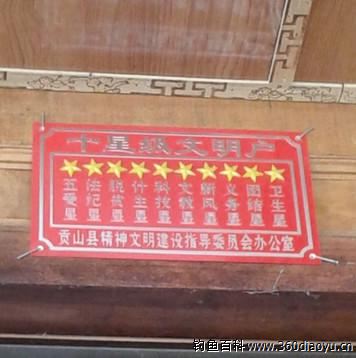 十星级文明户
五爱星 法纪星 脱贫星 计生星 科技星 文教星 新风星 义务星 团结星 卫生星
贡山县精神文明建设指导委员会办公室
钓鱼百科 www.360diaoyu.cn